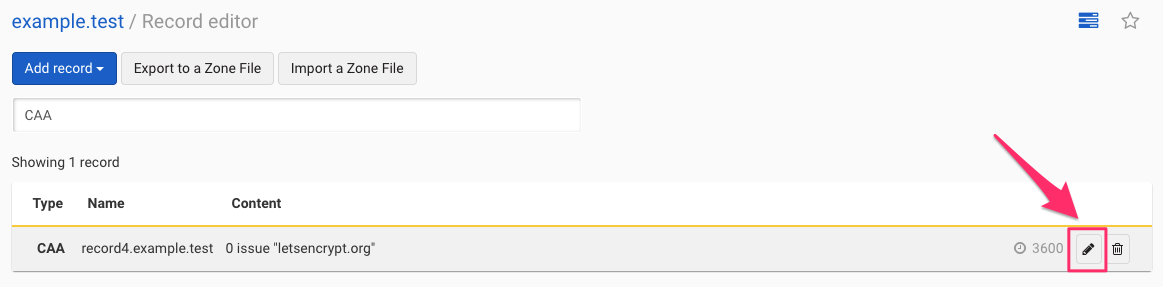 example.test / Record editor
Add record Export to a Zone File Import a Zone File
CAA
Showing 1 record
Type Name Content
CAA record4.example.test 0 issue "letsencrypt.org" 3600